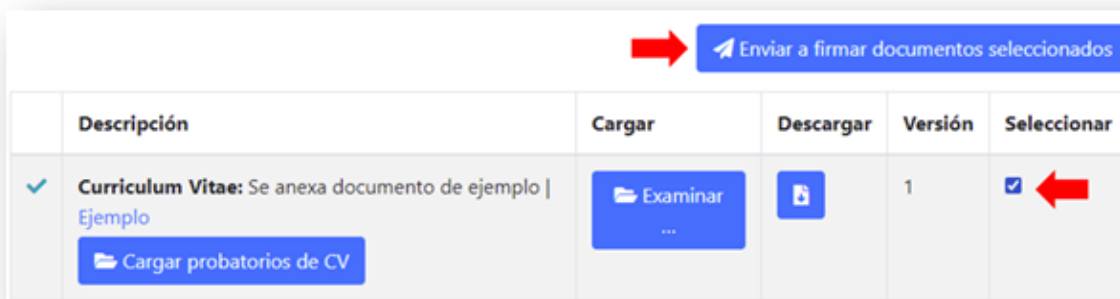 Enviar a firmar documentos seleccionados
Descripción Cargar Descargar Versión Seleccionar
Curriculum Vitae: Se anexa documento de ejemplo |
Ejemplo
Cargar probatorios de CV
Examinar
...
1